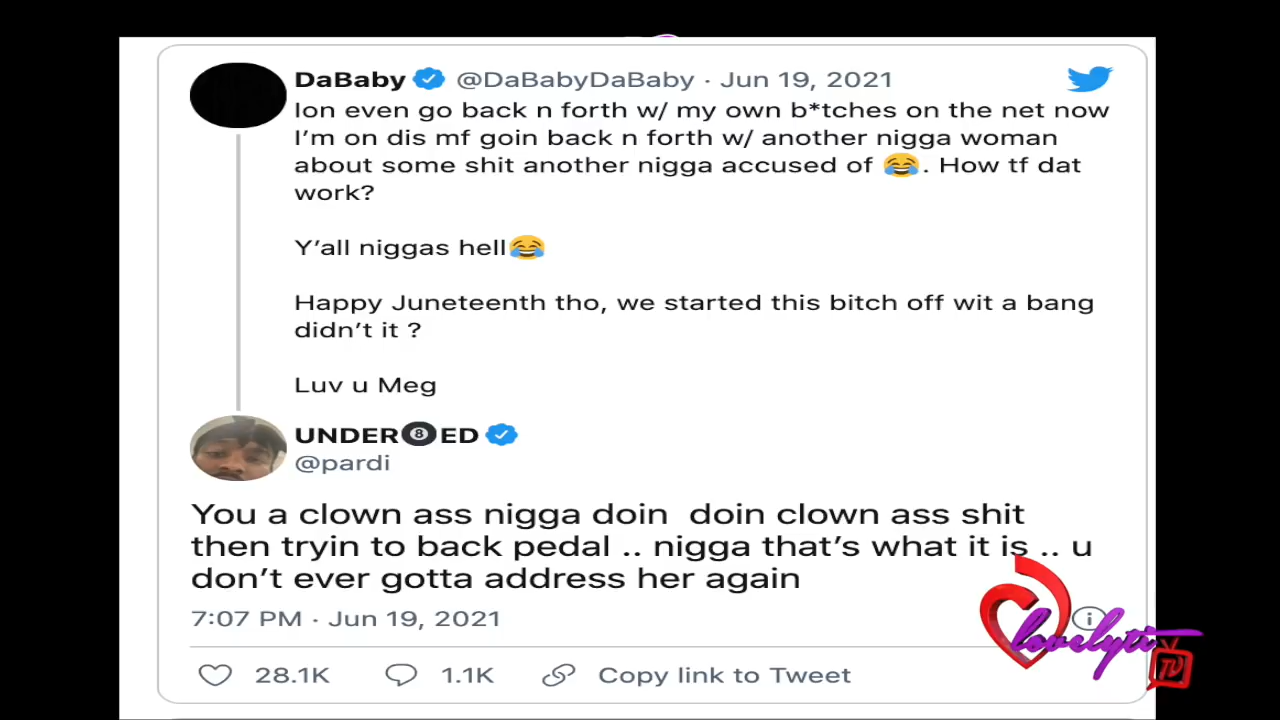 DaBaby @DaBabyDaBaby · Jun 19, 2021
Ion even go back n forth w/ my own b*tches on the net now
I'm on dis mf goin back n forth w/ another nigga woman
about some shit another nigga accused of 😂. How tf dat
work?
Y'all niggas hell😂
Happy Juneteenth tho, we started this bitch off wit a bang
didn't it ?
Luv u Meg
UNDER🎱ED
@pardi
You a clown ass nigga doin  doin clown ass shit
then tryin to back pedal .. nigga that's what it is .. u
don't ever gotta address her again
7:07 PM · Jun 19, 2021
28.1K 1.1K Copy link to Tweet
lovelyti
TV